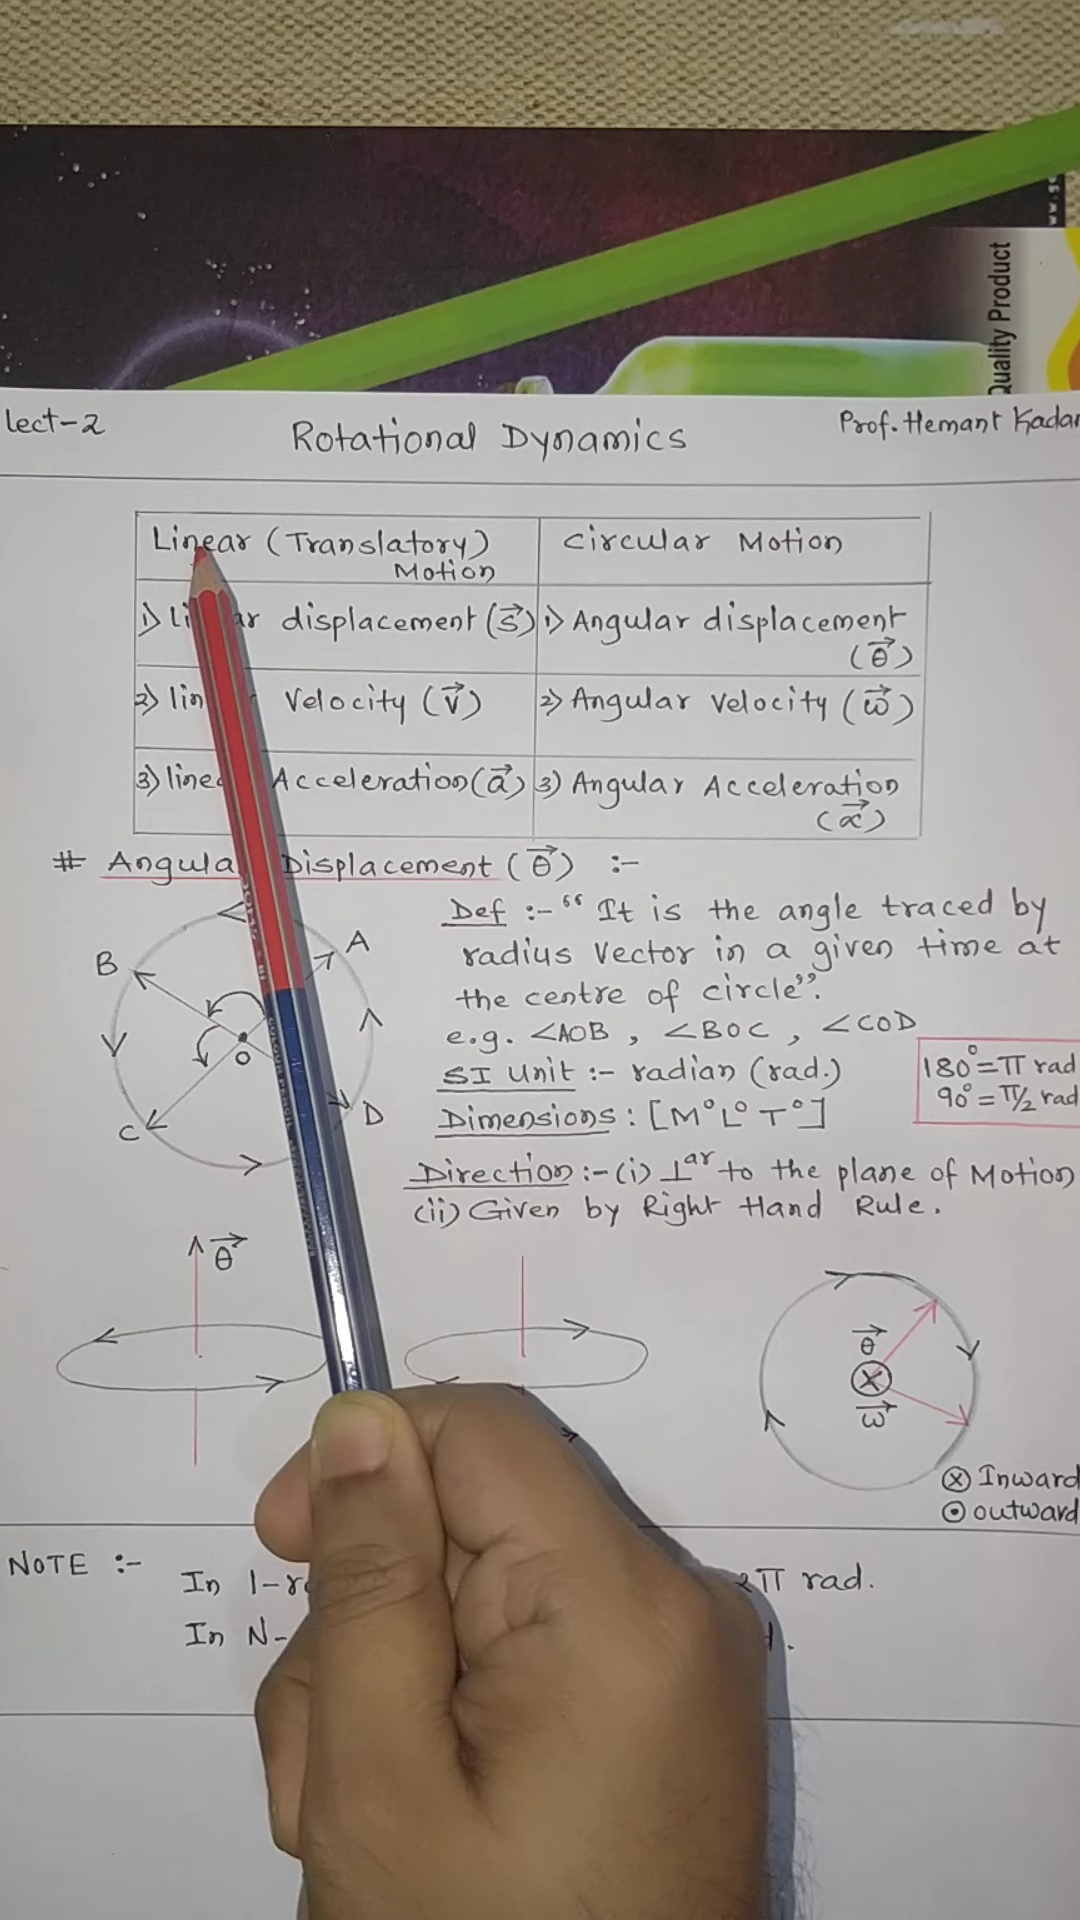 Quality Product
Lect-2
Rotational Dynamics
Prof. Hemant
Linear (Translatory) Motion
Circular Motion
1) displacement (s→)
1) Angular displacement
(θ→)
2) Velocity (v→)
2) Angular Velocity (ω→)
3) Acceleration (a→)
3) Angular Acceleration
(α→)
# Displacement (θ→) :-
Def :- “It is the angle traced by
radius vector in a given time at
the centre of circle”.
e.g. ∠AOB , ∠BOC , ∠COD
SI Unit :- radian (rad.)
180° = π rad
90° = π/2 rad
Dimensions : [M°L°T°]
Direction :- (i) ⊥ar to the plane of Motion
(ii) Given by Right Hand Rule.
A
B
O
C
D
θ→
θ→
ⓧ
ω→
ⓧ Inward
⊙ outward
NOTE :-
In 1- 2π rad.
In N-